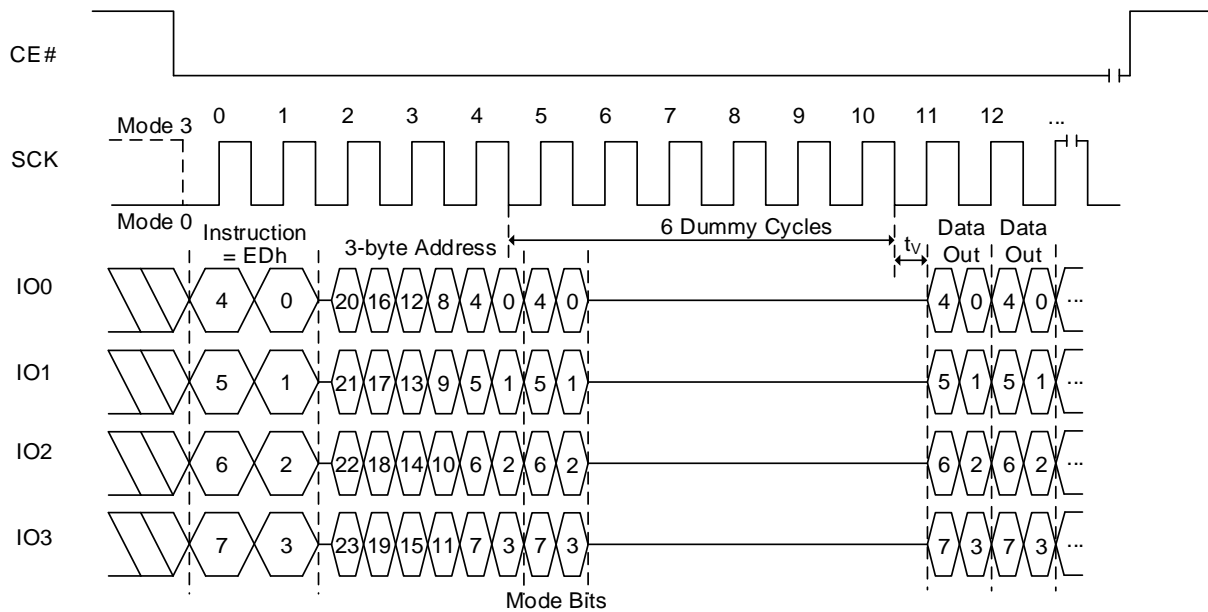 CE#
0 1 2 3 4 5 6 7 8 9 10 11 12 ...
Mode 3
SCK
Mode 0
Instruction
= EDh
3-byte Address
6 Dummy Cycles
tV
Data
Out
Data
Out
IO0 4 0 20 16 12 8 4 0 4 0 4 0 4 0 ...
IO1 5 1 21 17 13 9 5 1 5 1 5 1 5 1 ...
IO2 6 2 22 18 14 10 6 2 6 2 6 2 6 2 ...
IO3 7 3 23 19 15 11 7 3 7 3 7 3 7 3 ...
Mode Bits